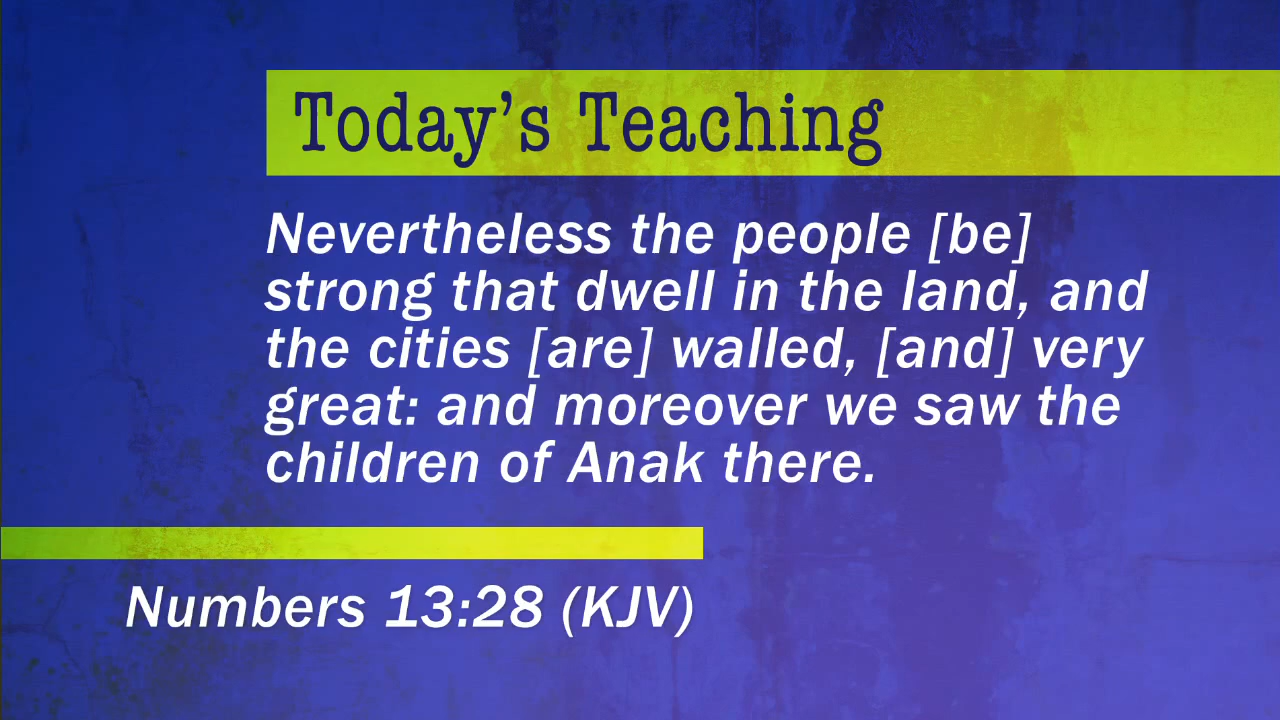 Today's Teaching
Nevertheless the people [be]
strong that dwell in the land, and
the cities [are] walled, [and] very
great: and moreover we saw the
children of Anak there.
Numbers 13:28 (KJV)